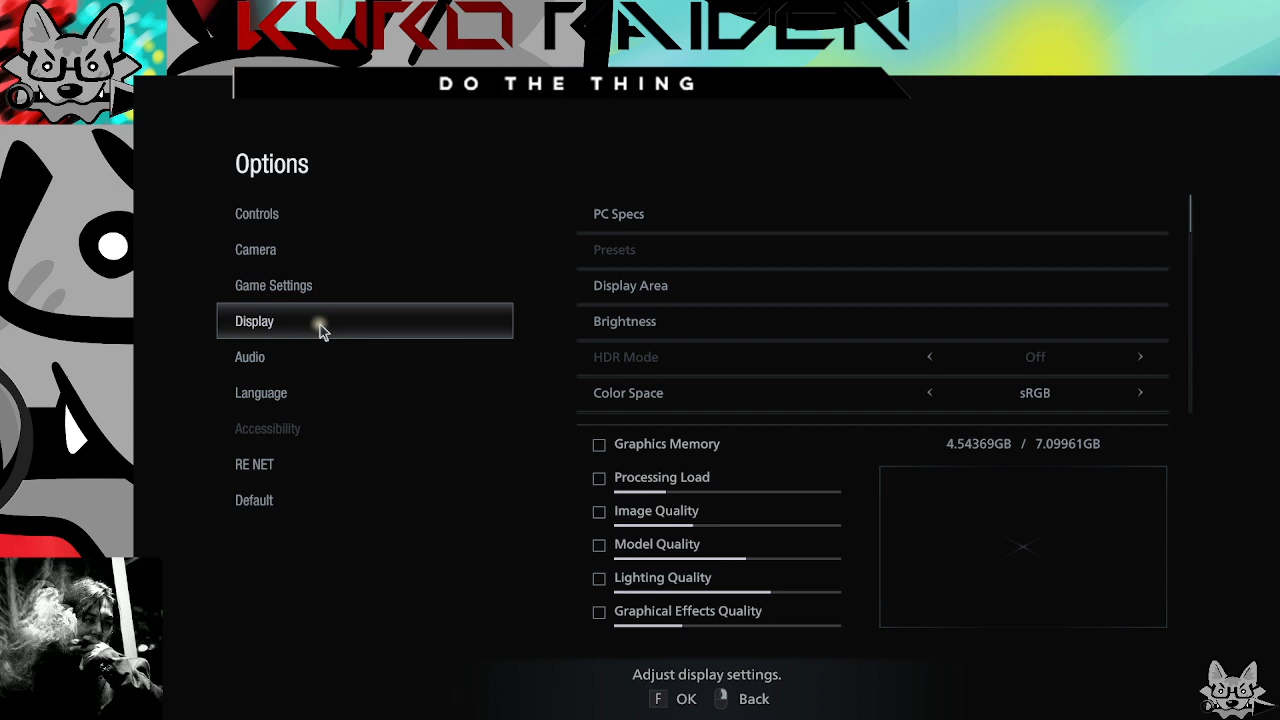 KURO RAIDEN
DO THE THING
Options
Controls
Camera
Game Settings
Display
Audio
Language
Accessibility
RE NET
Default
PC Specs
Presets
Display Area
Brightness
HDR Mode Off
Color Space sRGB
Graphics Memory 4.54369GB / 7.09961GB
Processing Load
Image Quality
Model Quality
Lighting Quality
Graphical Effects Quality
Adjust display settings.
F OK Back